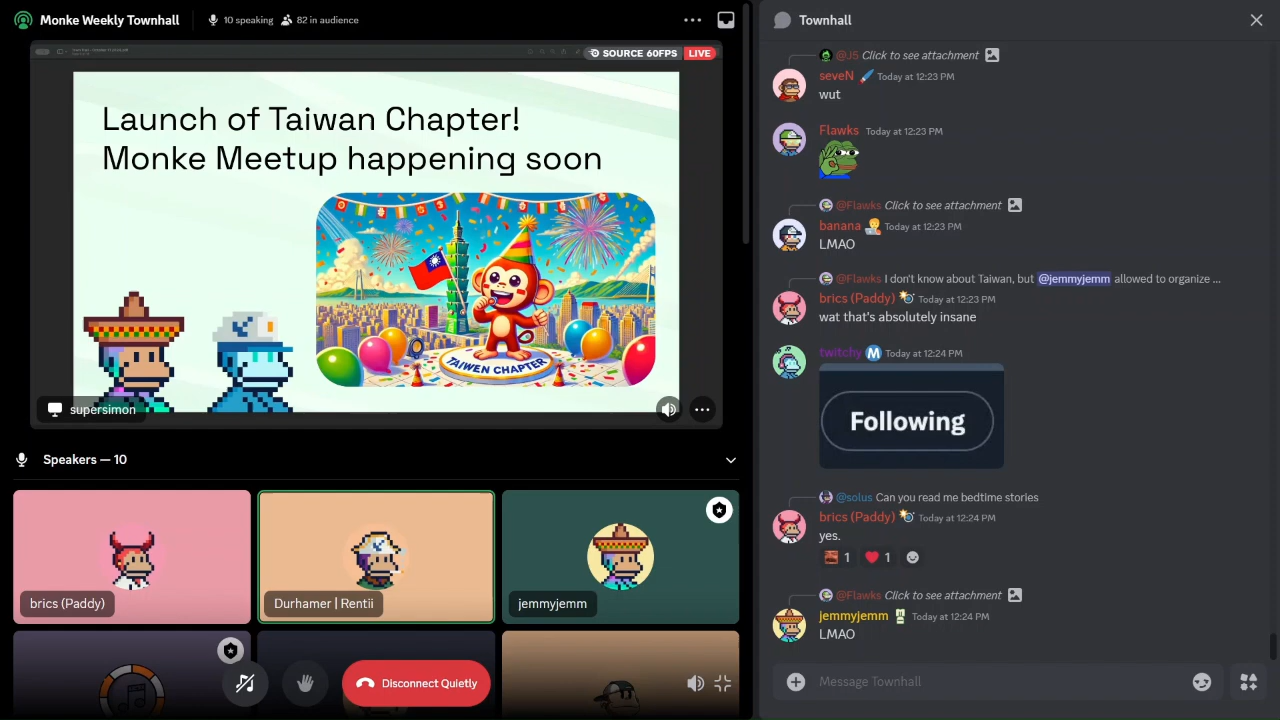 Monke Weekly Townhall
10 speaking
82 in audience
SOURCE 60FPS
LIVE
Launch of Taiwan Chapter!
Monke Meetup happening soon
TAIWEN CHAPTER
supersimon
Speakers — 10
brics (Paddy)
Durhamer | Rentii
jemmyjemm
Disconnect Quietly
Townhall
@J5 Click to see attachment
seveN Today at 12:23 PM
wut
Flawks Today at 12:23 PM
@Flawks Click to see attachment
banana Today at 12:23 PM
LMAO
@Flawks I don't know about Taiwan, but @jemmyjemm allowed to organize ...
brics (Paddy) Today at 12:23 PM
wat that's absolutely insane
twitchy M Today at 12:24 PM
Following
@solus Can you read me bedtime stories
brics (Paddy) Today at 12:24 PM
yes.
1 1
@Flawks Click to see attachment
jemmyjemm Today at 12:24 PM
LMAO
Message Townhall